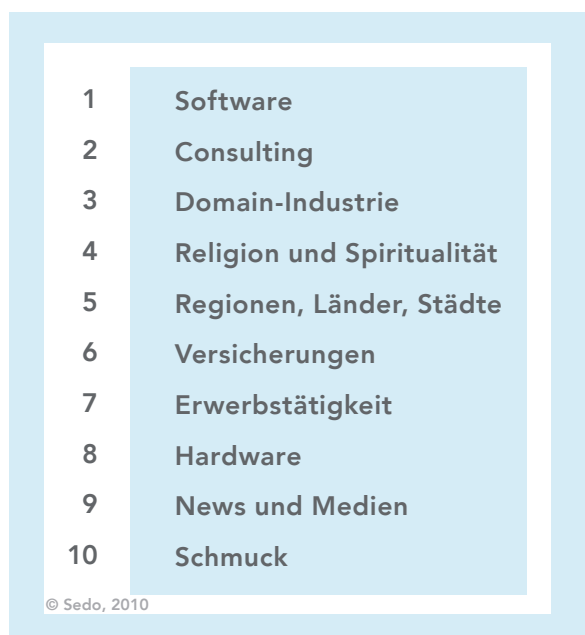 1 Software
2 Consulting
3 Domain-Industrie
4 Religion und Spiritualität
5 Regionen, Länder, Städte
6 Versicherungen
7 Erwerbstätigkeit
8 Hardware
9 News und Medien
10 Schmuck
© Sedo, 2010